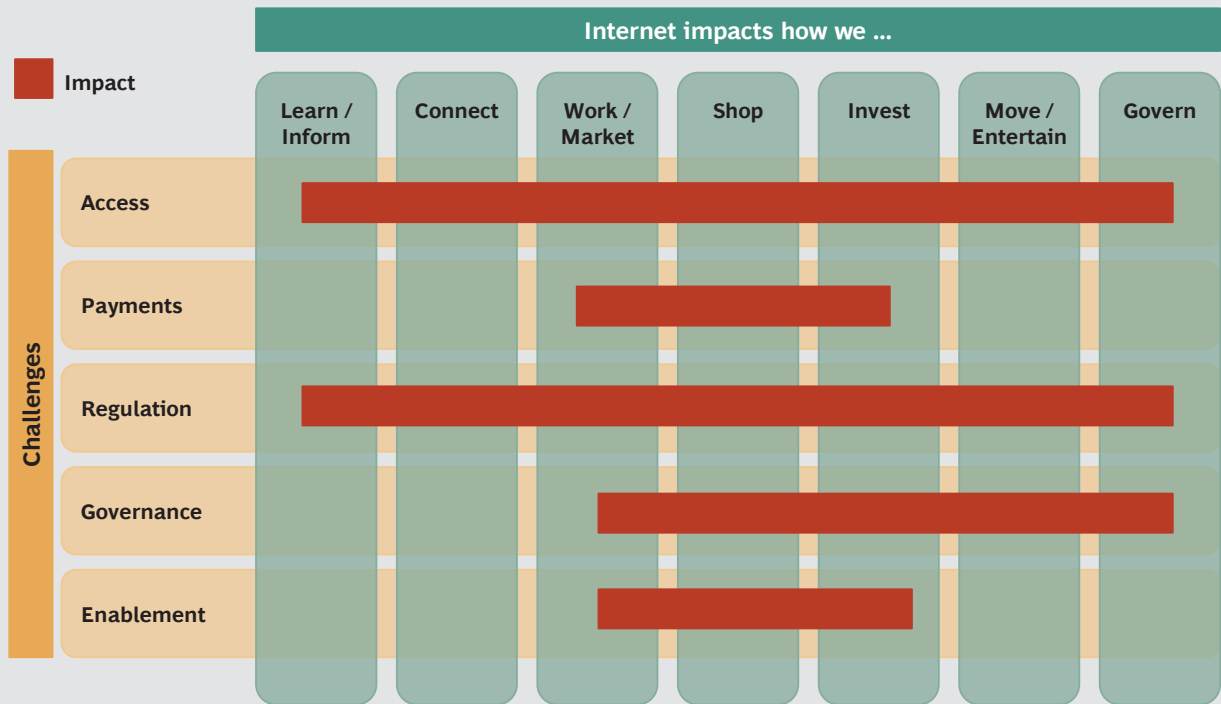 Internet impacts how we ...
Impact
Learn /
Inform
Connect
Work /
Market
Shop
Invest
Move /
Entertain
Govern
Challenges
Access
Payments
Regulation
Governance
Enablement